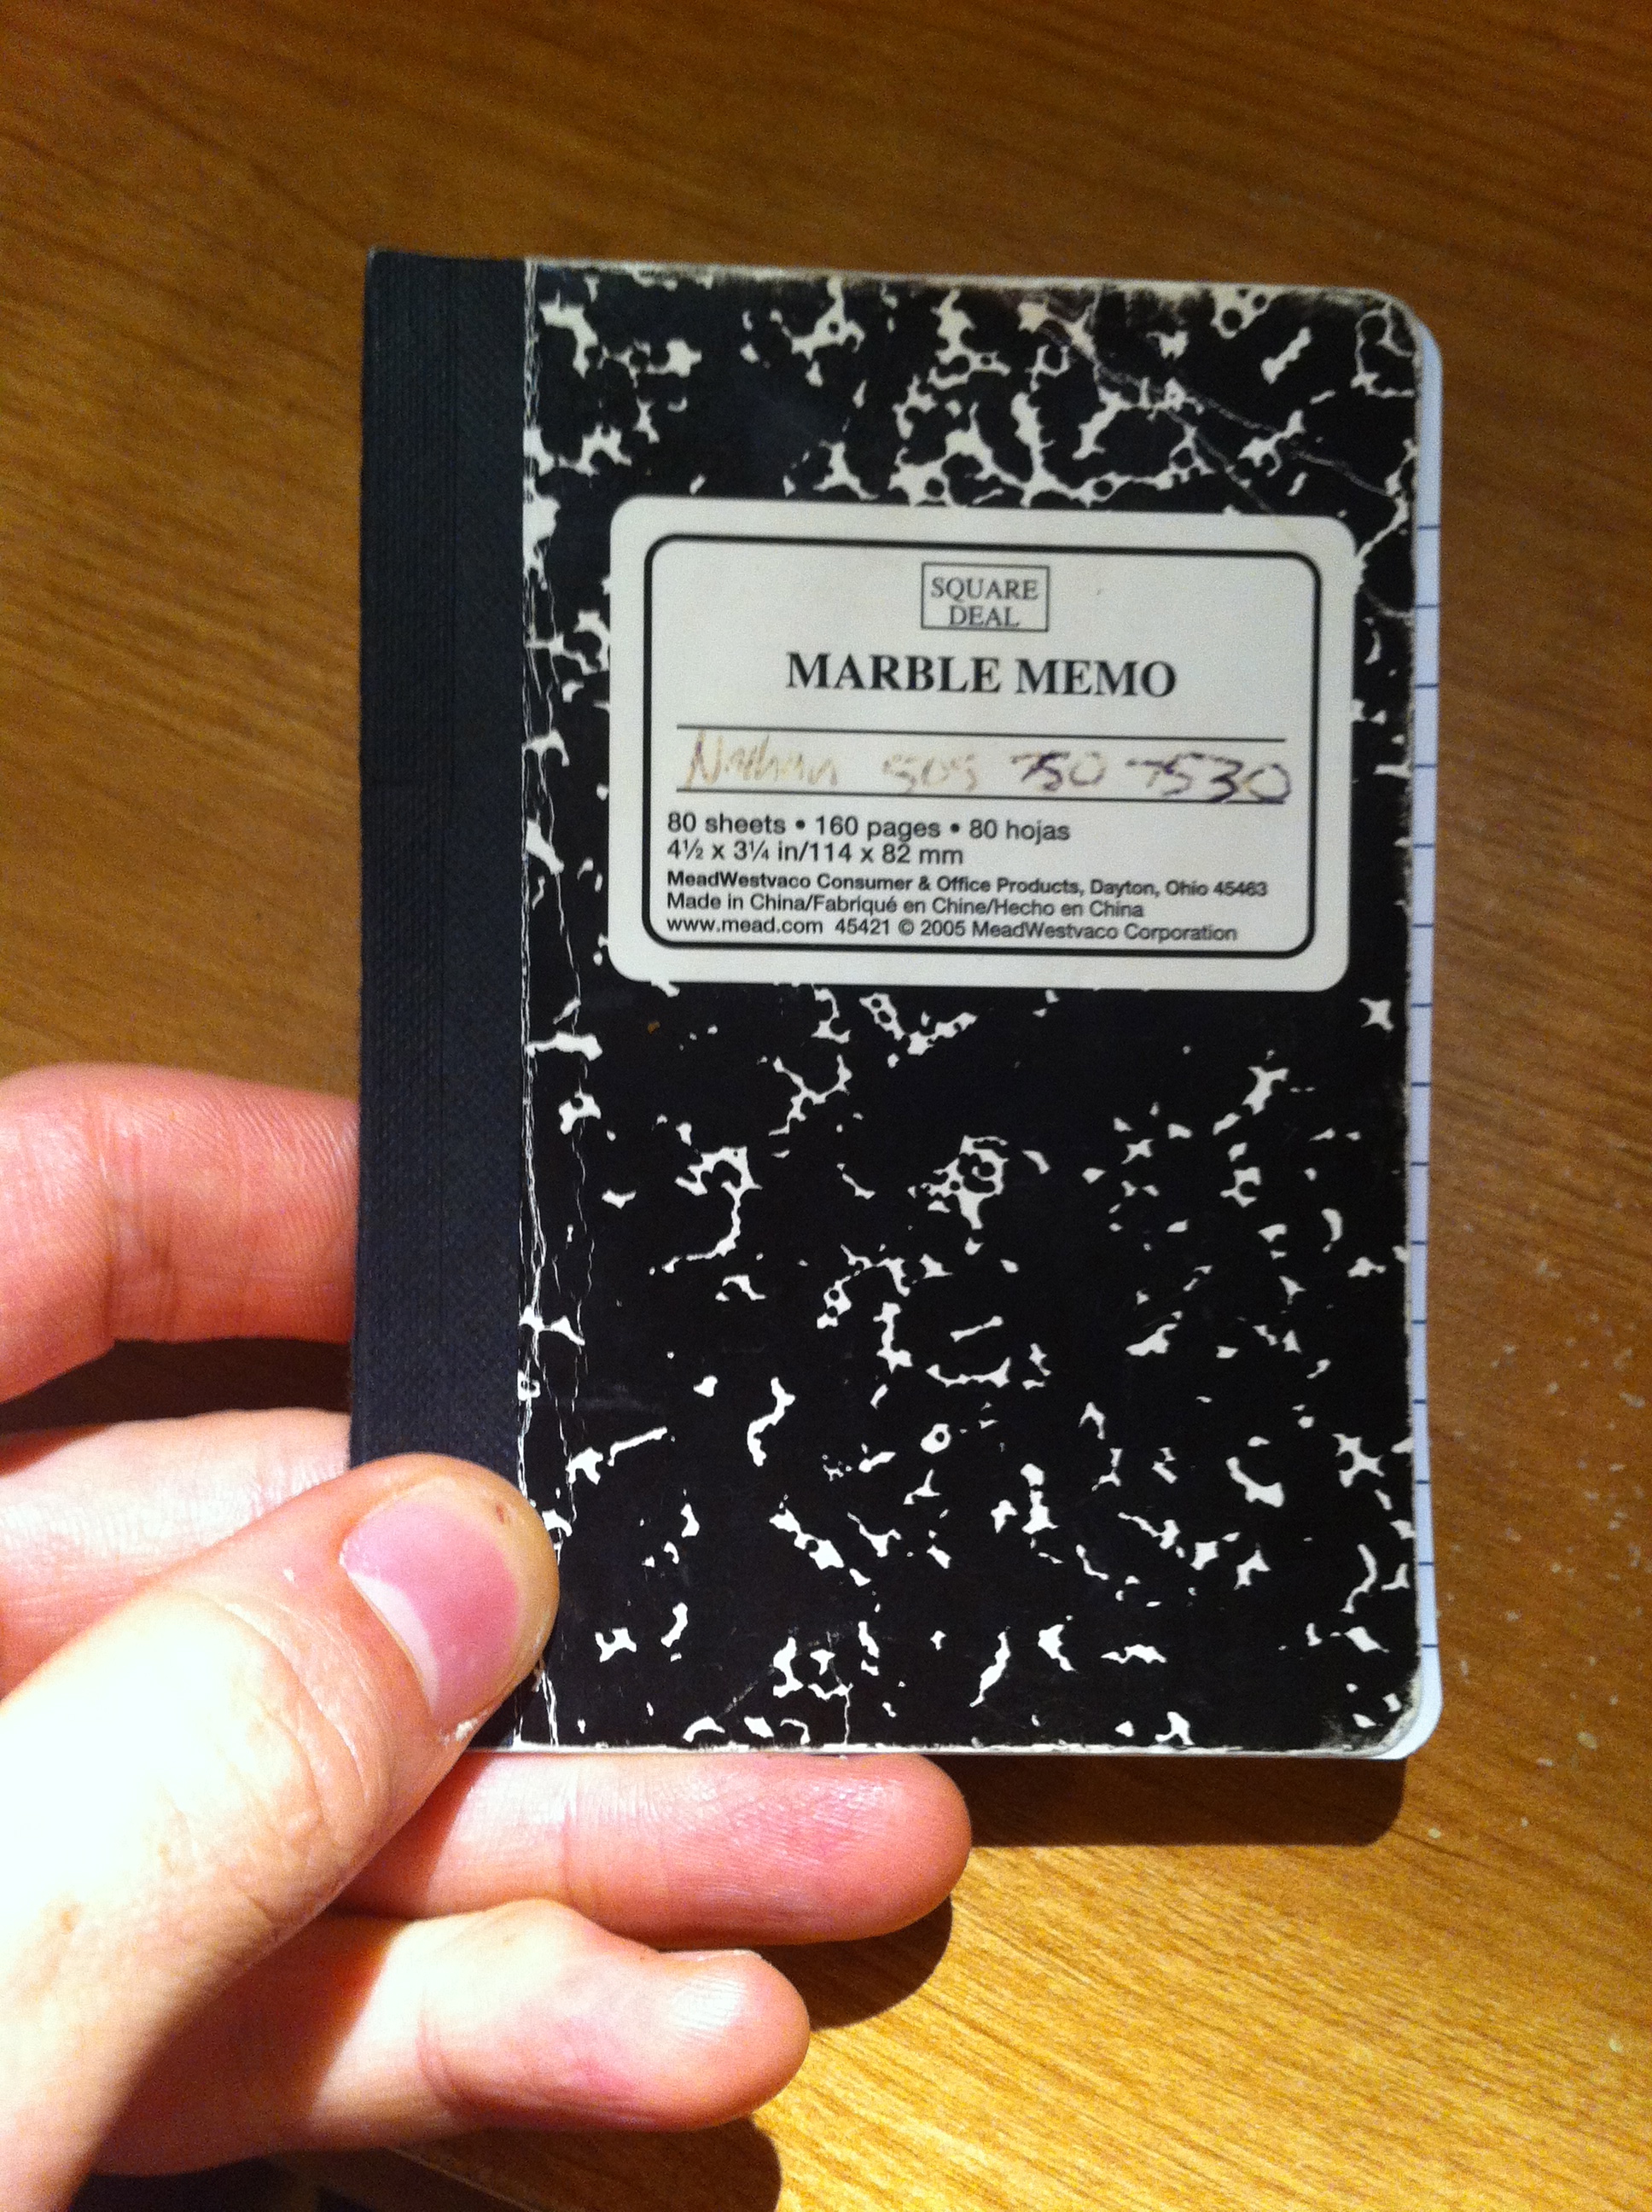 SQUARE
DEAL
MARBLE MEMO
Nathan 509 750 7530
80 sheets • 160 pages • 80 hojas
4½ x 3¼ in/114 x 82 mm
MeadWestvaco Consumer & Office Products, Dayton, Ohio 45463
Made in China/Fabriqué en Chine/Hecho en China
www.mead.com 45421 © 2005 MeadWestvaco Corporation